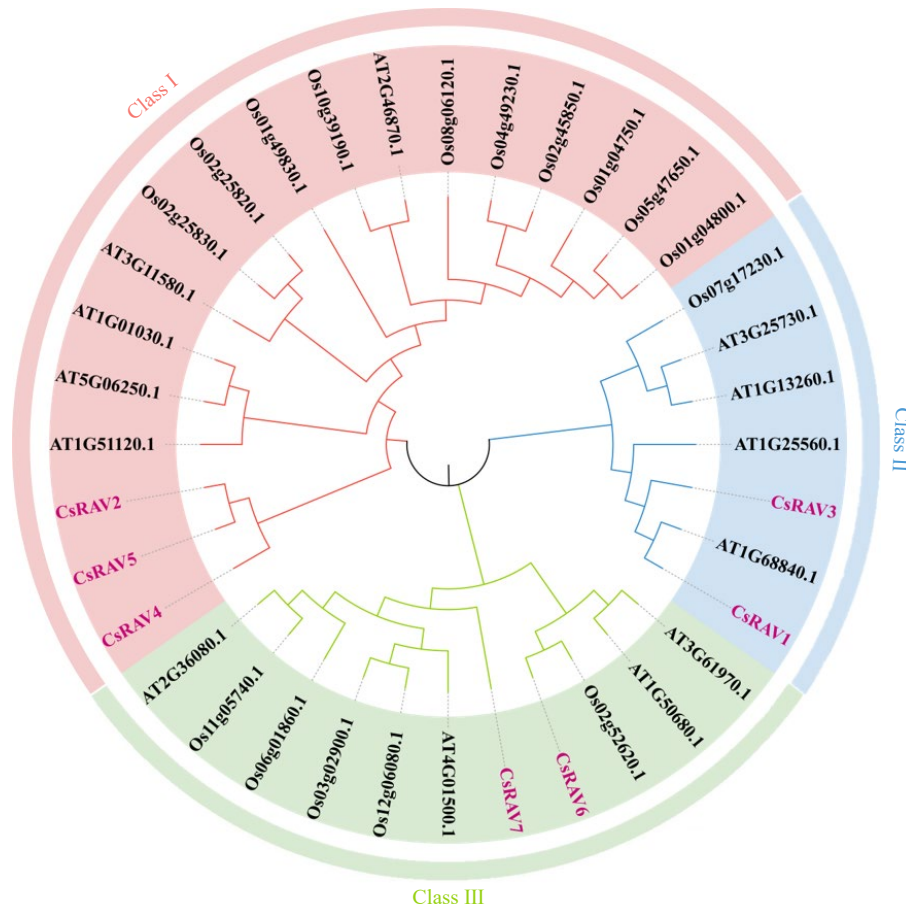 Class I
CsRAV4
CsRAV5
CsRAV2
AT1G51120.1
AT5G06250.1
AT1G01030.1
AT3G11580.1
Os02g25830.1
Os02g25820.1
Os01g49830.1
Os10g39190.1
AT2G46870.1
Os08g06120.1
Os04g49230.1
Os02g45850.1
Os01g04750.1
Os05g47650.1
Os01g04800.1
Class II
Os07g17230.1
AT3G25730.1
AT1G13260.1
AT1G25560.1
CsRAV3
AT1G68840.1
CsRAV1
AT3G61970.1
AT1G50680.1
Os02g52620.1
CsRAV6
CsRAV7
AT4G01500.1
Os12g06080.1
Os03g02900.1
Os06g01860.1
Os11g05740.1
AT2G36080.1
Class III